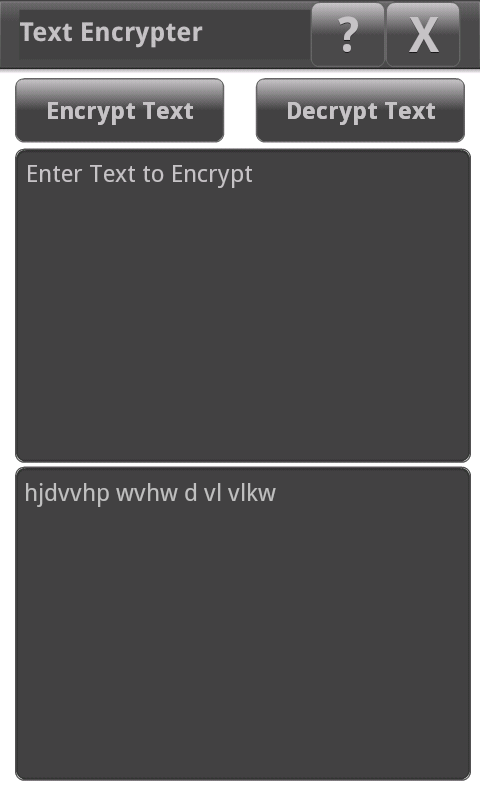 Text Encrypter
?
X
Encrypt Text
Decrypt Text
Enter Text to Encrypt
hjdvvhp wvhw d vl vlkw